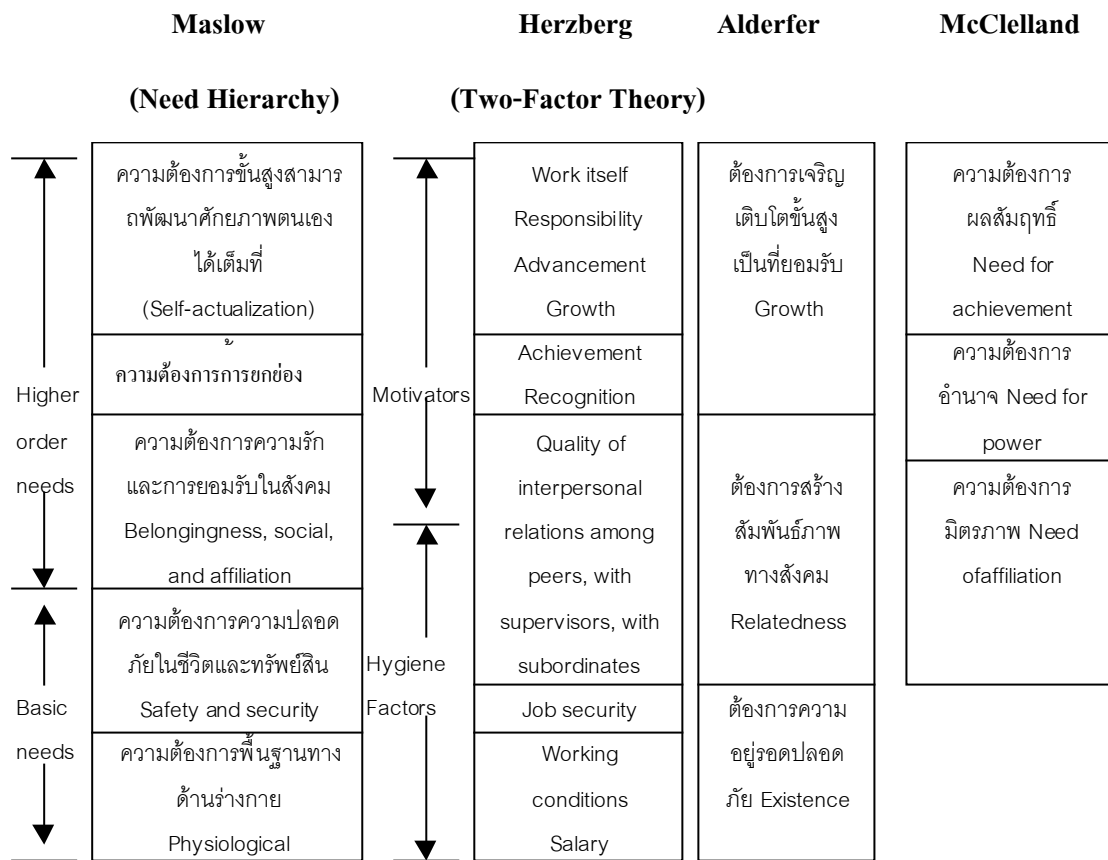 Maslow
(Need Hierarchy)
Herzberg
(Two-Factor Theory)
Alderfer
McClelland
Higher
order
needs
Basic
needs
ความต้องการขั้นสูงสามาร
ถพัฒนาศักยภาพตนเอง
ได้เต็มที่
(Self-actualization)
ความต้องการการยกย่อง
ความต้องการความรัก
และการยอมรับในสังคม
Belongingness, social,
and affiliation
ความต้องการความปลอด
ภัยในชีวิตและทรัพย์สิน
Safety and security
ความต้องการพื้นฐานทาง
ด้านร่างกาย
Physiological
Motivators
Hygiene
Factors
Work itself
Responsibility
Advancement
Growth
Achievement
Recognition
Quality of
interpersonal
relations among
peers, with
supervisors, with
subordinates
Job security
Working
conditions
Salary
ต้องการเจริญ
เติบโตขั้นสูง
เป็นที่ยอมรับ
Growth
ต้องการสร้าง
สัมพันธ์ภาพ
ทางสังคม
Relatedness
ต้องการความ
อยู่รอดปลอด
ภัย Existence
ความต้องการ
ผลสัมฤทธิ์
Need for
achievement
ความต้องการ
อำนาจ Need for
power
ความต้องการ
มิตรภาพ Need
ofaffiliation